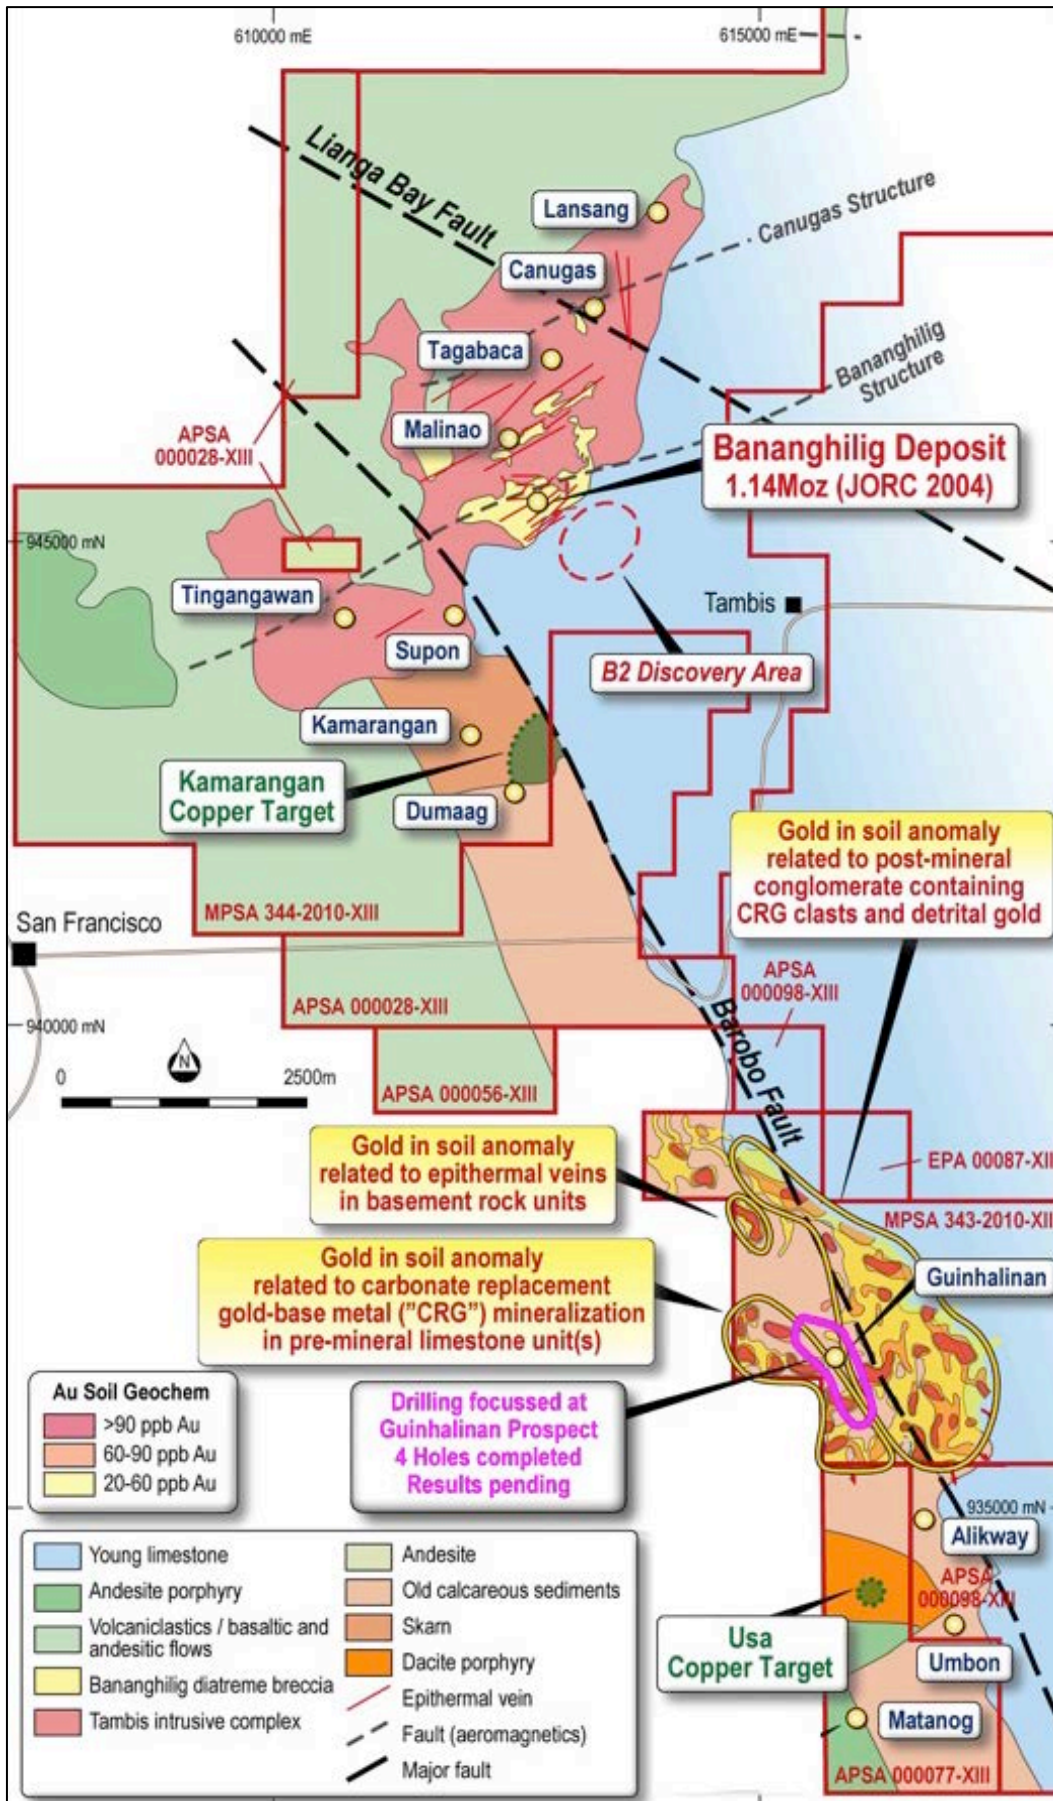 610000 mE
615000 mE
Lianga Bay Fault
Lansang
Canugas Structure
Canugas
Tagabaca
Bananghilig
Structure
APSA
000028-XIII
Malinao
Bananghilig Deposit
1.14Moz (JORC 2004)
945000 mN
Tingangawan
Tambis
Supon
B2 Discovery Area
Kamarangan
Kamarangan
Copper Target
Dumaag
Gold in soil anomaly
related to post-mineral
conglomerate containing
CRG clasts and detrital gold
MPSA 344-2010-XIII
San Francisco
APSA
000098-XIII
APSA 000028-XIII
940000 mN
Barobo Fault
N
0
2500m
APSA 000056-XIII
Gold in soil anomaly
related to epithermal veins
in basement rock units
EPA 00087-XII
MPSA 343-2010-XII
Gold in soil anomaly
related to carbonate replacement
gold-base metal ("CRG") mineralization
in pre-mineral limestone unit(s)
Guinhalinan
Au Soil Geochem
>90 ppb Au
60-90 ppb Au
20-60 ppb Au
Drilling focussed at
Guinhalinan Prospect
4 Holes completed
Results pending
935000 mN
Alikway
APSA
000098-XIII
Usa
Copper Target
Umbon
Matanog
APSA 000077-XIII
Young limestone
Andesite porphyry
Volcaniclastics / basaltic and
andesitic flows
Bananghilig diatreme breccia
Tambis intrusive complex
Andesite
Old calcareous sediments
Skarn
Dacite porphyry
Epithermal vein
Fault (aeromagnetics)
Major fault